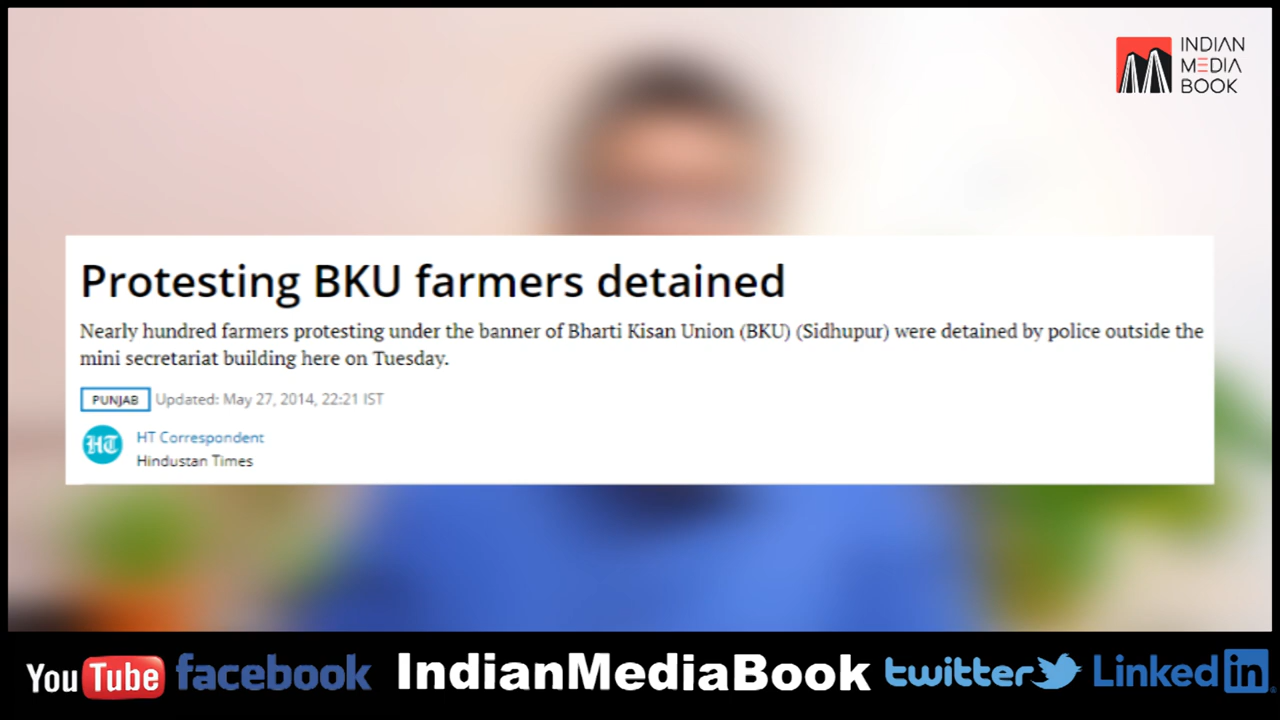 INDIAN
MEDIA
BOOK
Protesting BKU farmers detained
Nearly hundred farmers protesting under the banner of Bharti Kisan Union (BKU) (Sidhupur) were detained by police outside the
mini secretariat building here on Tuesday.
PUNJAB Updated: May 27, 2014, 22:21 IST
HT HT Correspondent
Hindustan Times
YouTube facebook IndianMediaBook twitter Linked in